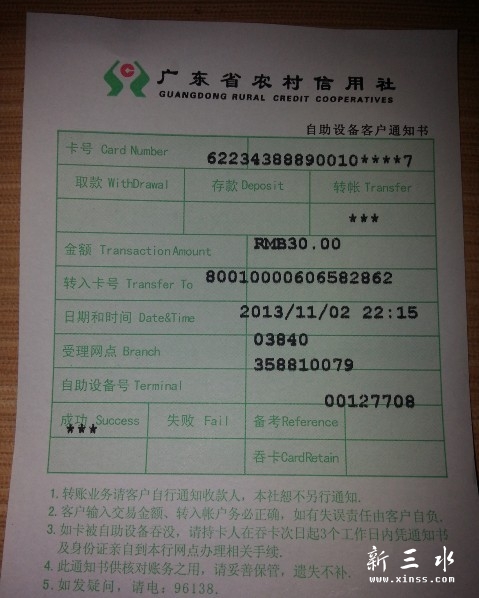 广东省农村信用社
GUANGDONG RURAL CREDIT COOPERATIVES
自助设备客户通知书
卡号 Card Number 62234388890010****7
取款 WithDrawal 存款 Deposit 转帐 Transfer
***
金额 Transaction Amount RMB30.00
转入卡号 Transfer To 80010000606582862
日期和时间 Date&Time 2013/11/02 22:15
受理网点 Branch 03840
358810079
自助设备号 Terminal
00127708
成功 Success 失败 Fail 备考Reference
***
吞卡CardRetain
1. 转账业务请客户自行通知收款人，本社恕不另行通知.
2. 客户输入交易金额、转入帐户务必正确，如有失误责任由客户自负.
3. 如卡被自助设备吞没，请持卡人在吞卡次日起3个工作日内凭通知书
及身份证亲自到本行网点办理相关手续.
4. 此通知书供核对账务之用，请妥善保管，遗失不补.
5. 如发疑问，请电：96138.
新三水
www.xinss.com